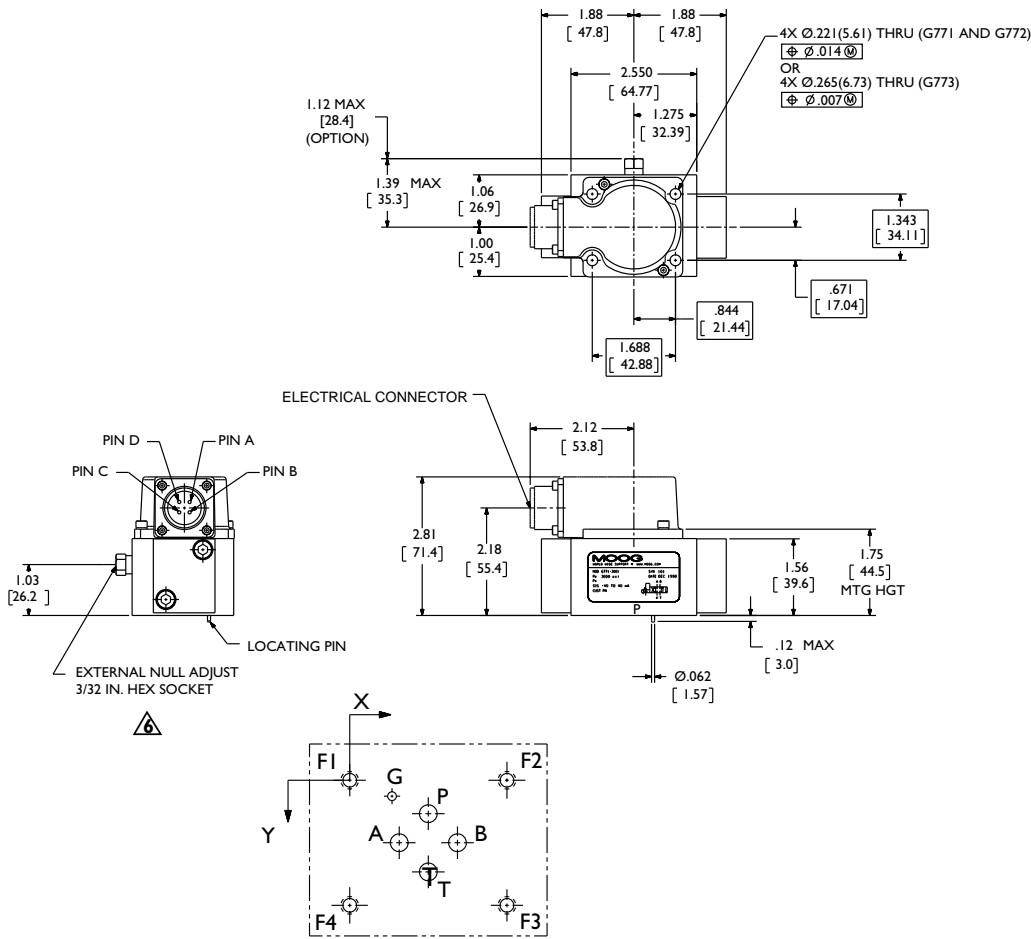 1.88
[ 47.8]
1.88
[ 47.8]
4X Ø.221(5.61) THRU (G771 AND G772)
⌖ Ø .014 Ⓜ
OR
4X Ø.265(6.73) THRU (G773)
⌖ Ø .007 Ⓜ
2.550
[ 64.77]
1.275
[ 32.39]
1.12 MAX
[28.4]
(OPTION)
1.39 MAX
[ 35.3]
1.06
[ 26.9]
1.00
[ 25.4]
1.343
[ 34.11]
.671
[ 17.04]
.844
[ 21.44]
1.688
[ 42.88]
ELECTRICAL CONNECTOR
2.12
[ 53.8]
PIN D
PIN A
PIN C
PIN B
2.81
[ 71.4]
2.18
[ 55.4]
1.03
[26.2 ]
1.56
[ 39.6]
1.75
[ 44.5]
MTG HGT
MOOG
WORLD WIDE SUPPORT
WWW.MOOG.COM
P
LOCATING PIN
.12 MAX
[ 3.0]
Ø.062
[ 1.57]
EXTERNAL NULL ADJUST
3/32 IN. HEX SOCKET
6
X
Y
F1
F2
G
P
A
B
T
T
F4
F3